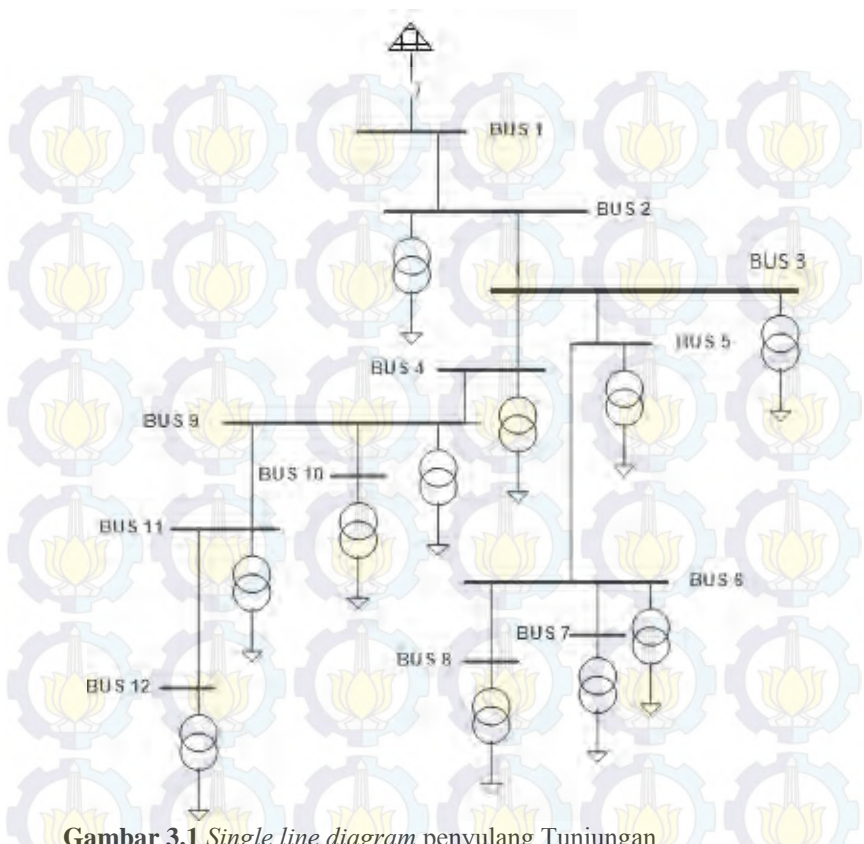 BUS 1
BUS 2
BUS 3
BUS 4
BUS 5
BUS 9
BUS 10
BUS 11
BUS 6
BUS 7
BUS 8
BUS 12
Gambar 3.1 Single line diagram penyulang Tunjungan